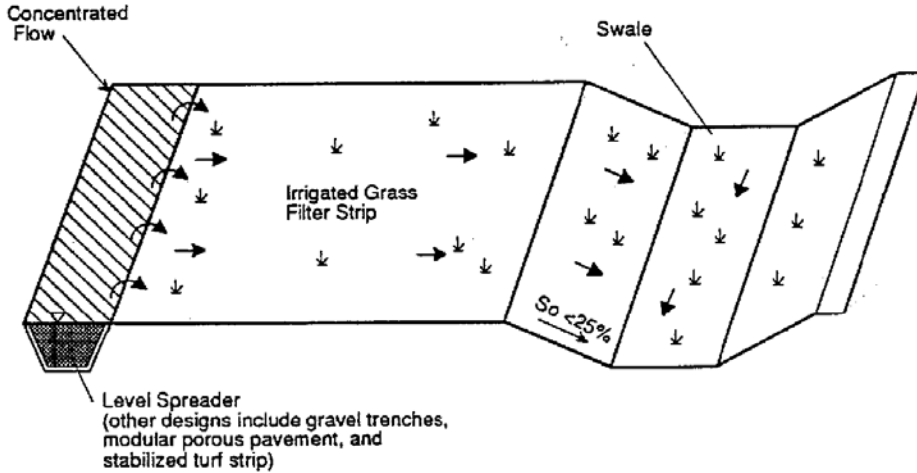 Concentrated
Flow
Swale
Irrigated Grass
Filter Strip
So <25%
Level Spreader
(other designs include gravel trenches,
modular porous pavement, and
stabilized turf strip)